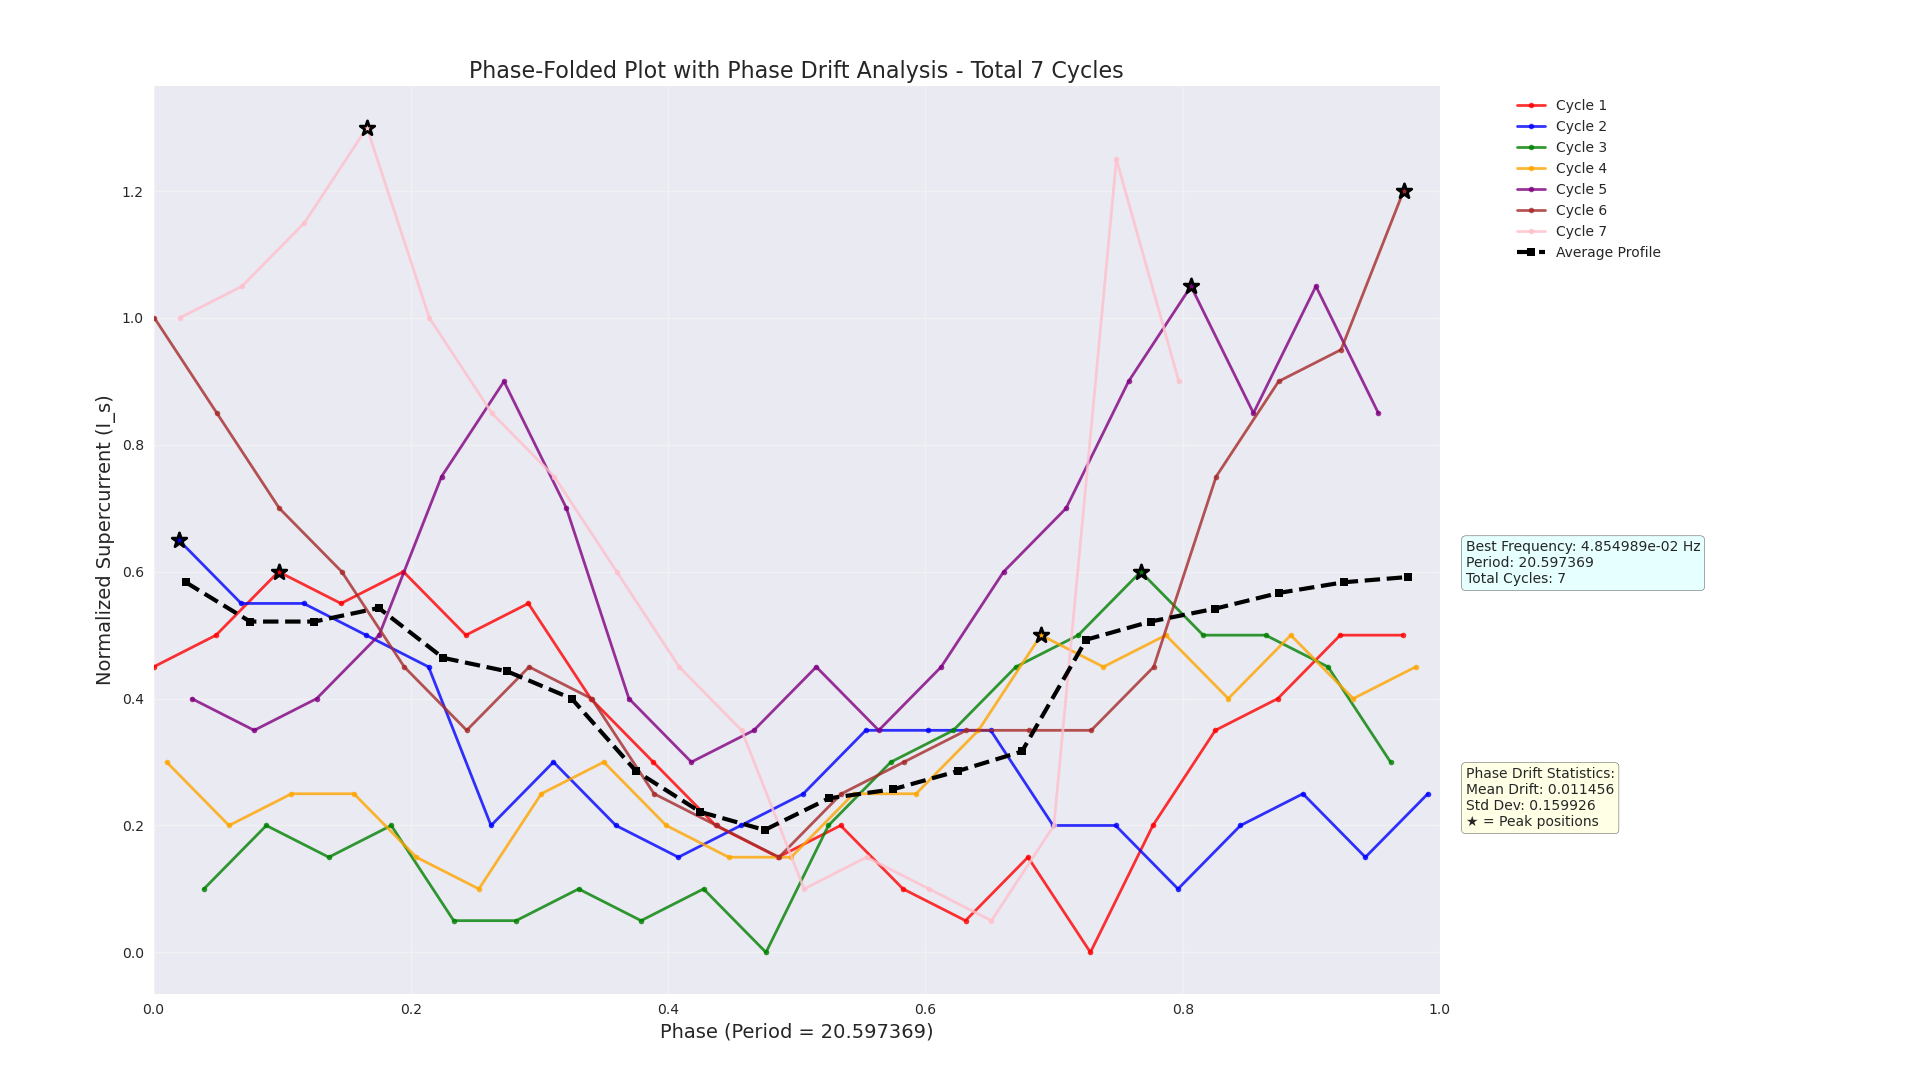 Phase-Folded Plot with Phase Drift Analysis - Total 7 Cycles
Normalized Supercurrent (I_s)
1.2
1.0
0.8
0.6
0.4
0.2
0.0
0.0 0.2 0.4 0.6 0.8 1.0
Phase (Period = 20.597369)
Cycle 1
Cycle 2
Cycle 3
Cycle 4
Cycle 5
Cycle 6
Cycle 7
Average Profile
Best Frequency: 4.854989e-02 Hz
Period: 20.597369
Total Cycles: 7
Phase Drift Statistics:
Mean Drift: 0.011456
Std Dev: 0.159926
★ = Peak positions